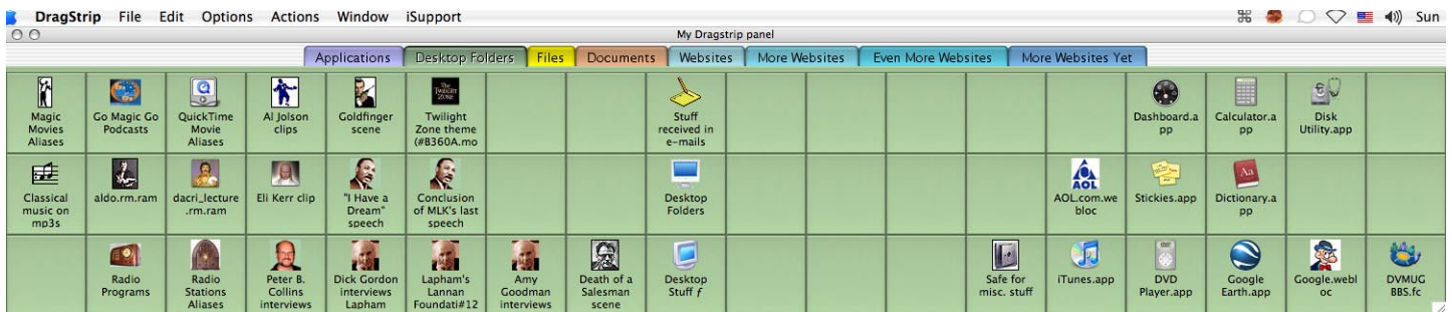 DragStrip File Edit Options Actions Window iSupport Sun
My Dragstrip panel
Applications Desktop Folders Files Documents Websites More Websites Even More Websites More Websites Yet
Magic Movies Aliases
Go Magic Go Podcasts
QuickTime Movie Aliases
Al Jolson clips
Goldfinger scene
The Twilight Zone
Twilight Zone theme (#B360A.mo
Stuff received in e-mails
Dashboard.a
pp
Calculator.a
pp
Disk Utility.app
Classical music on mp3s
aldo.rm.ram
dacri_lecture
.rm.ram
Eli Kerr clip
"I Have a Dream" speech
Conclusion of MLK's last speech
Desktop Folders
AOL
AOL.com.we
bloc
Stickies.app
Aa
Dictionary.a
pp
Radio Programs
Radio Stations Aliases
Peter B. Collins interviews
Dick Gordon interviews Lapham
Lapham's Lannan Foundati#12
Amy Goodman interviews
Death of a Salesman scene
Desktop Stuff ƒ
Safe for misc. stuff
iTunes.app
DVD Player.app
Google Earth.app
Google.webl
oc
DVMUG BBS.fc